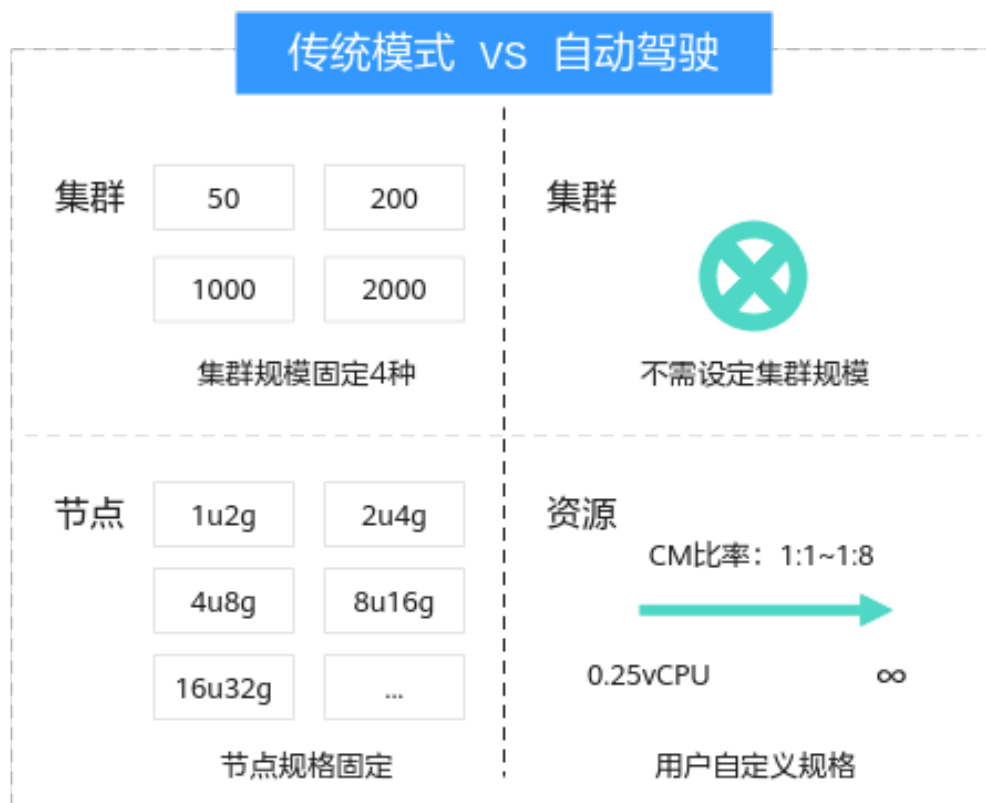 传统模式 vs 自动驾驶
集群
50
200
1000
2000
集群规模固定4种
集群
不需设定集群规模
节点
1u2g
2u4g
4u8g
8u16g
16u32g
...
节点规格固定
资源
CM比率：1:1~1:8
0.25vCPU
∞
用户自定义规格